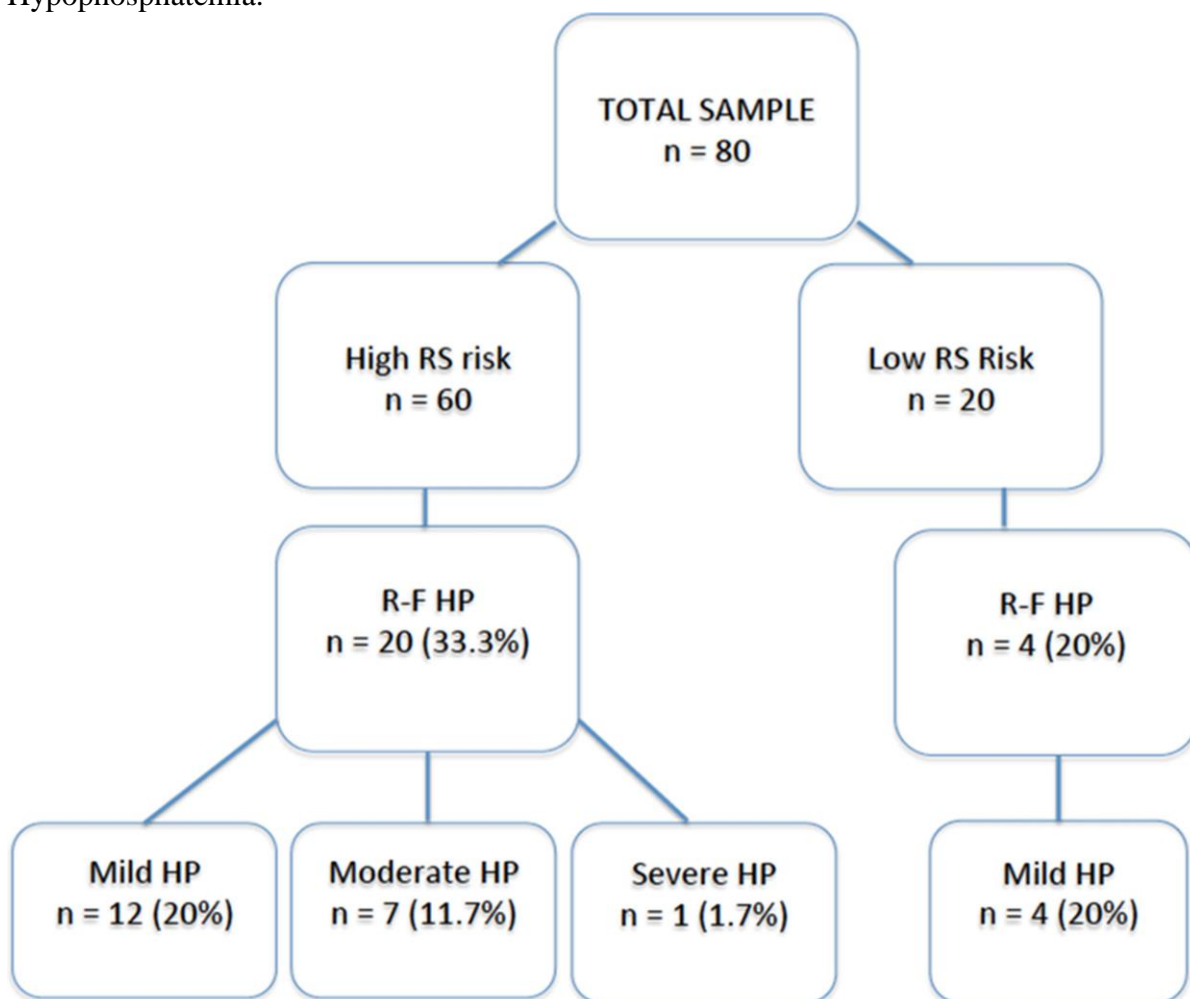 Hypophosphatemia.
TOTAL SAMPLE
n = 80
High RS risk
n = 60
Low RS Risk
n = 20
R-F HP
n = 20 (33.3%)
R-F HP
n = 4 (20%)
Mild HP
n = 12 (20%)
Moderate HP
n = 7 (11.7%)
Severe HP
n = 1 (1.7%)
Mild HP
n = 4 (20%)